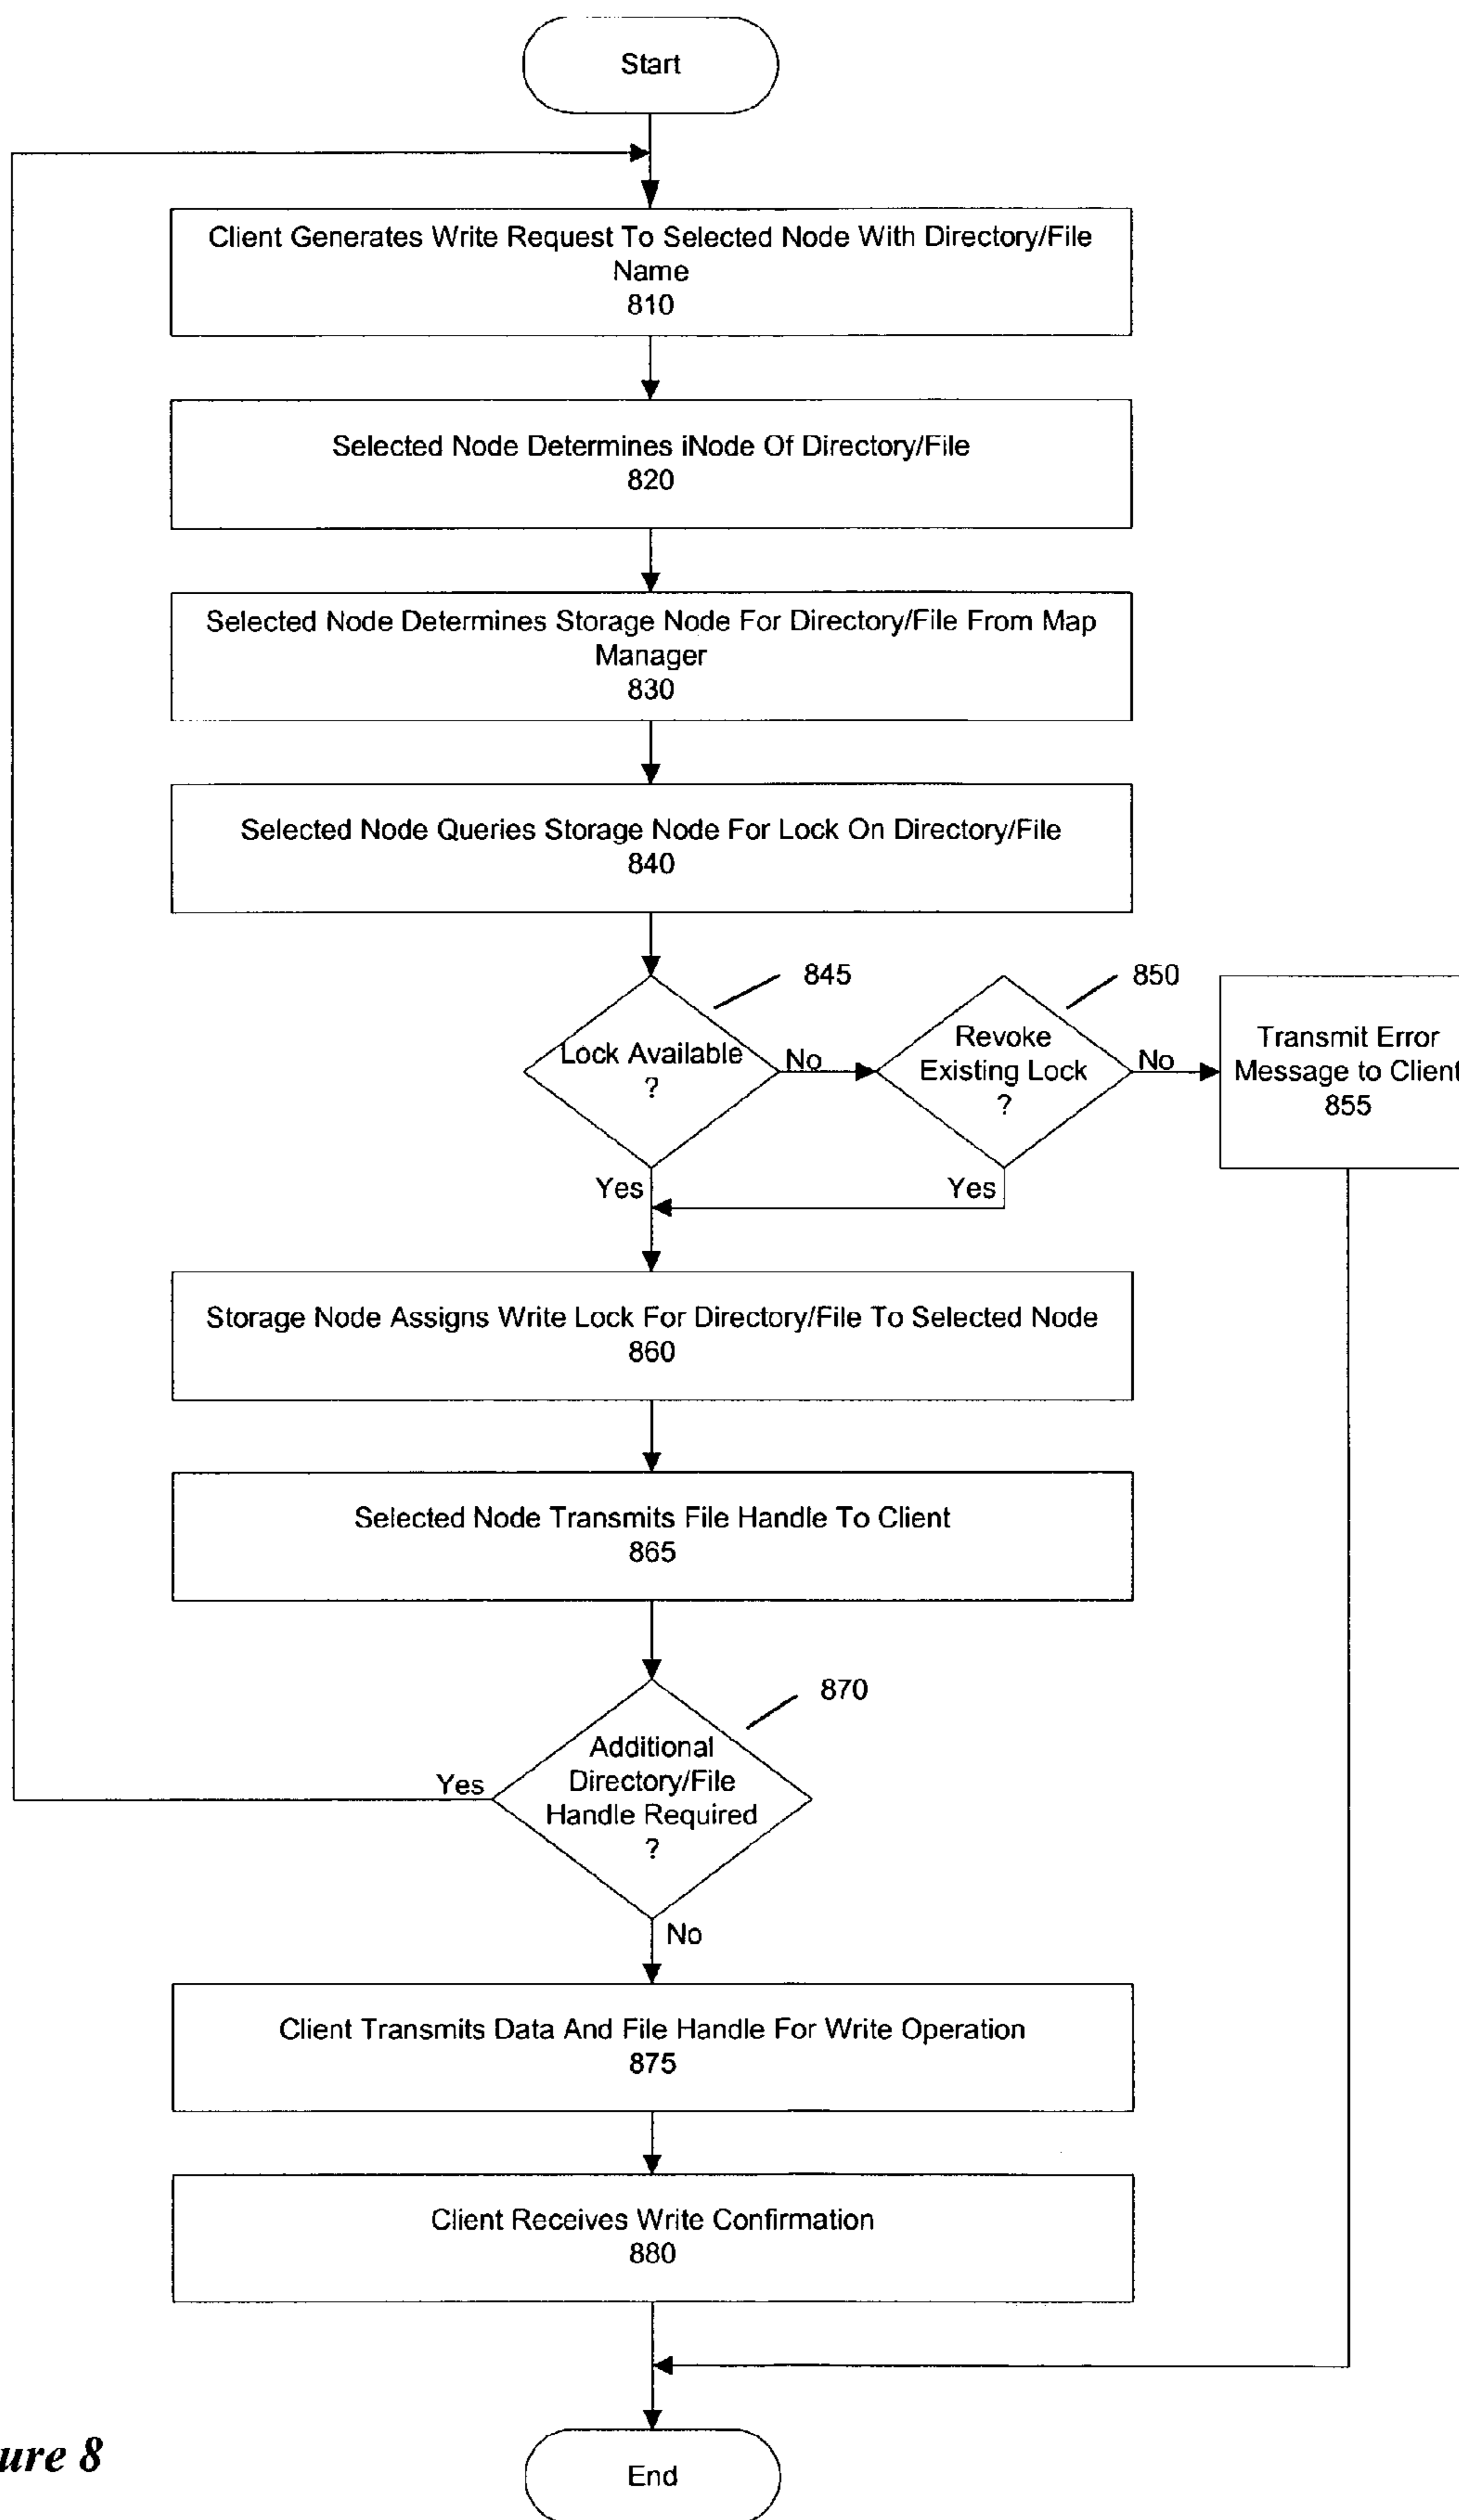 Start
Client Generates Write Request To Selected Node With Directory/File
Name
810
Selected Node Determines iNode Of Directory/File
820
Selected Node Determines Storage Node For Directory/File From Map
Manager
830
Selected Node Queries Storage Node For Lock On Directory/File
840
845
Lock Available
?
No
850
Revoke
Existing Lock
?
No
Transmit Error
Message to Client
855
Yes
Yes
Storage Node Assigns Write Lock For Directory/File To Selected Node
860
Selected Node Transmits File Handle To Client
865
870
Additional
Directory/File
Handle Required
?
Yes
No
Client Transmits Data And File Handle For Write Operation
875
Client Receives Write Confirmation
880
End
ure 8